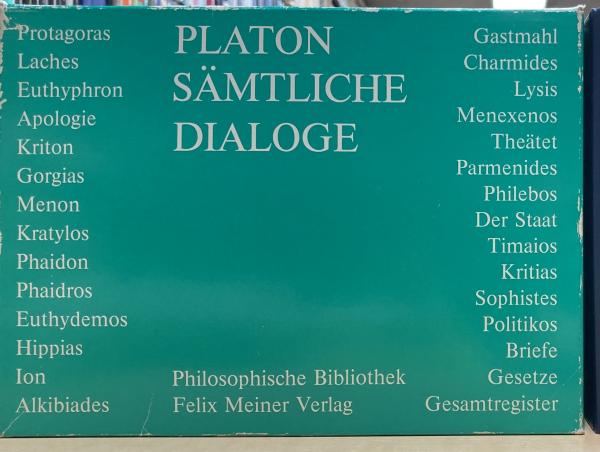 Protagoras
Laches
Euthyphron
Apologie
Kriton
Gorgias
Menon
Kratylos
Phaidon
Phaidros
Euthydemos
Hippias
Ion
Alkibiades
PLATON
SÄMTLICHE
DIALOGE
Philosophische Bibliothek
Felix Meiner Verlag
Gastmahl
Charmides
Lysis
Menexenos
Theätet
Parmenides
Philebos
Der Staat
Timaios
Kritias
Sophistes
Politikos
Briefe
Gesetze
Gesamtregister